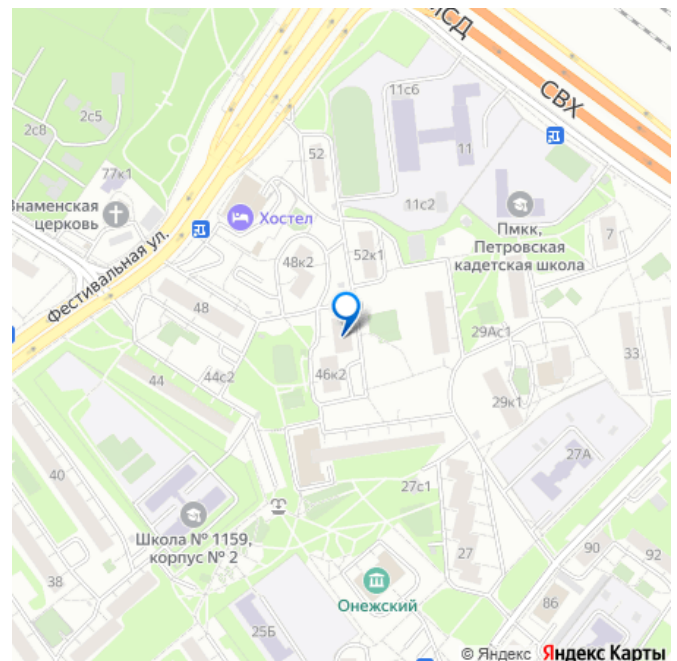 МСД
СВХ
11с6
2с5
2с8
52
11
77к1
11с2
Знаменская
церковь
Хостел
Пмкк,
Петровская
кадетская школа
7
Фестивальная ул.
48к2
52к1
48
29Ас1
33
46к2
44
44с2
29к1
27А
40
27с1
Школа № 1159,
корпус № 2
27
90
92
38
Онежский
86
25Б
© Яндекс Яндекс Карты